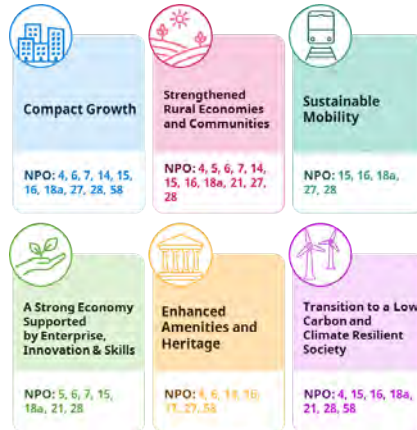 Compact Growth
NPO: 4, 6, 7, 14, 15,
16, 18a, 27, 28, 58
Strengthened
Rural Economies
and Communities
NPO: 4, 5, 6, 7, 14,
15, 16, 18a, 21, 27,
28
Sustainable
Mobility
NPO: 15, 16, 18a,
27, 28
A Strong Economy
Supported
by Enterprise,
Innovation & Skills
NPO: 5, 6, 7, 15,
18a, 21, 28
Enhanced
Amenities and
Heritage
NPO: 4, 6, 14, 16,
27, 58
Transition to a Low
Carbon and
Climate Resilient
Society
NPO: 4, 15, 16, 18a,
21, 28, 58